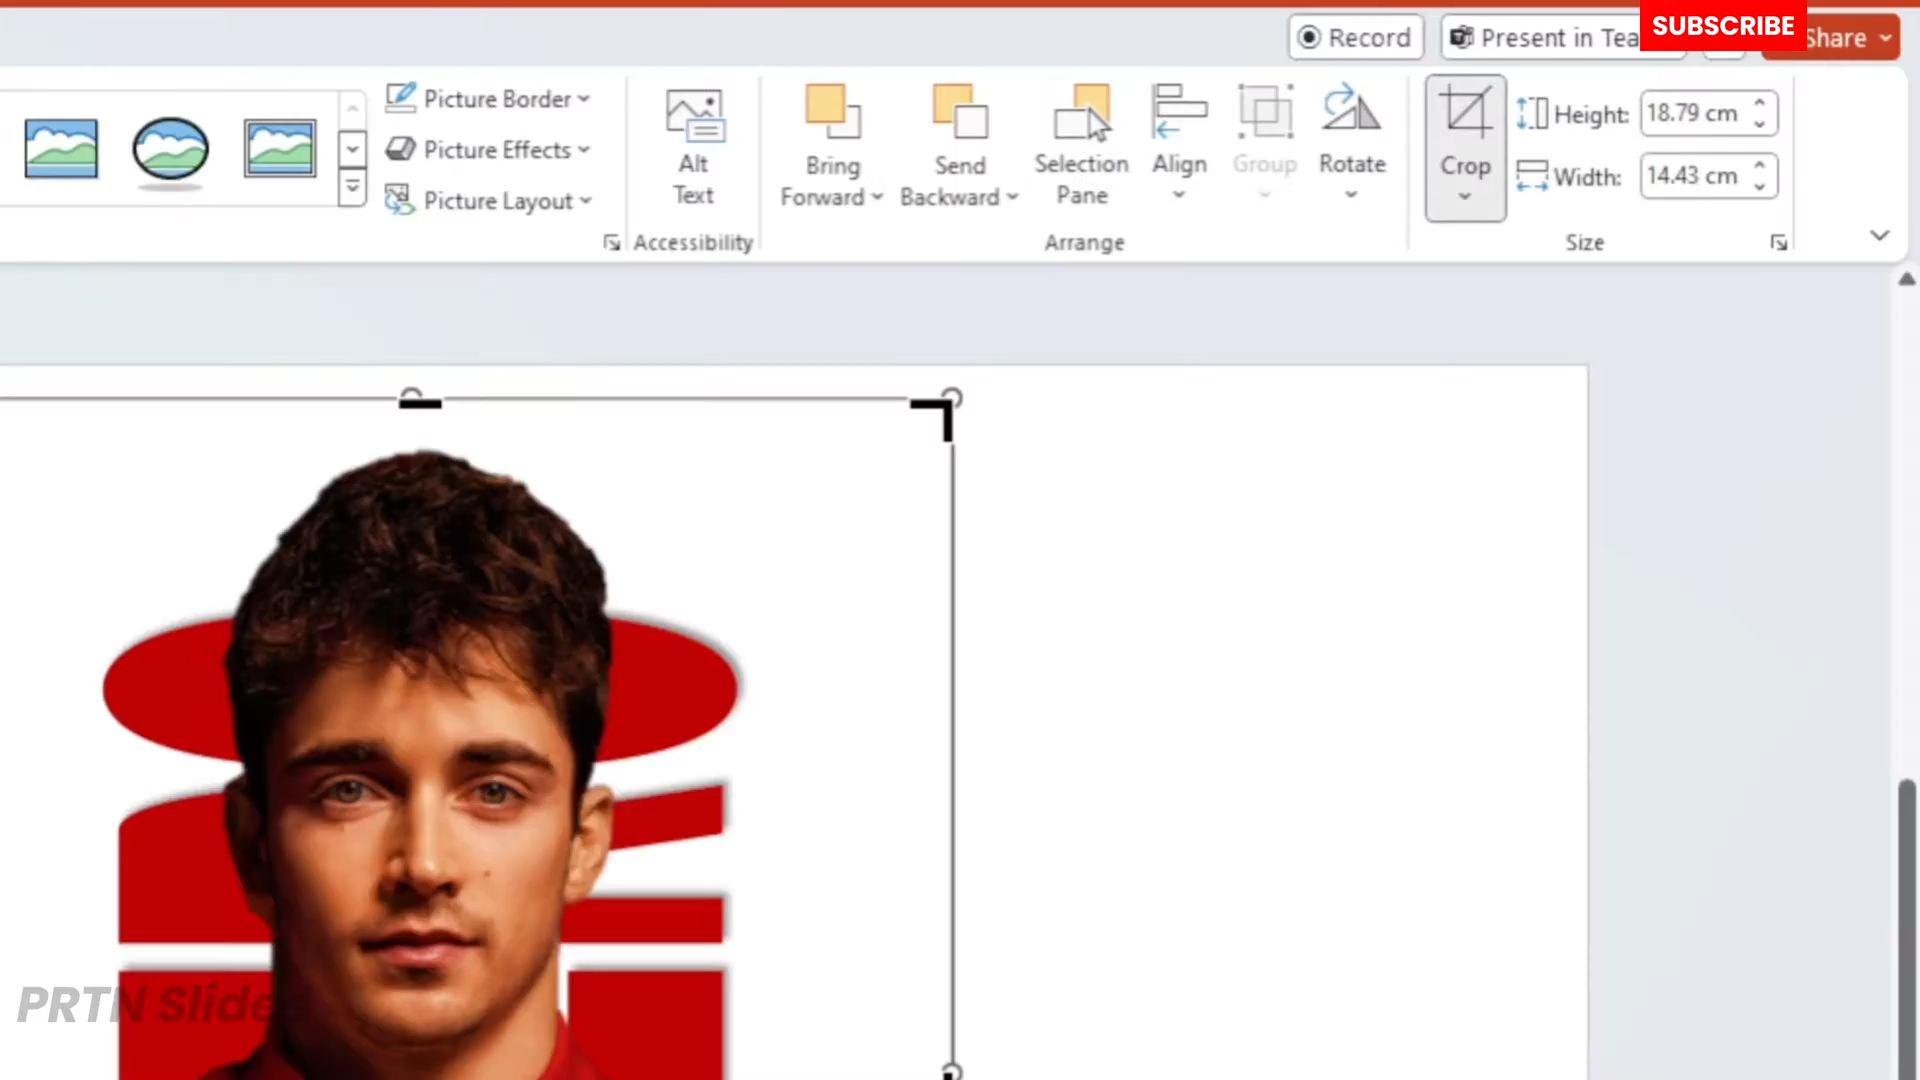 Record
Present in Tea
SUBSCRIBE
Share
Picture Border
Picture Effects
Picture Layout
Alt
Text
Accessibility
Bring
Forward
Send
Backward
Selection
Pane
Align
Group
Rotate
Arrange
Crop
Height: 18.79 cm
Width: 14.43 cm
Size
PRTN Slides